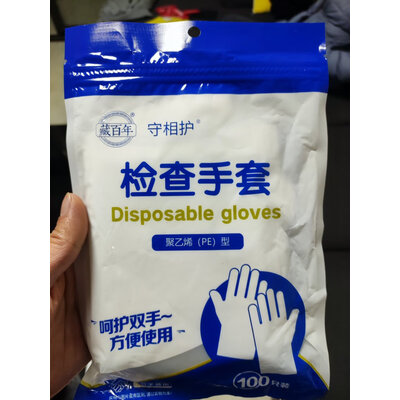 藏百年®
守相护®
检查手套
Disposable gloves
聚乙烯（PE）型
呵护双手~
方便使用
100只装